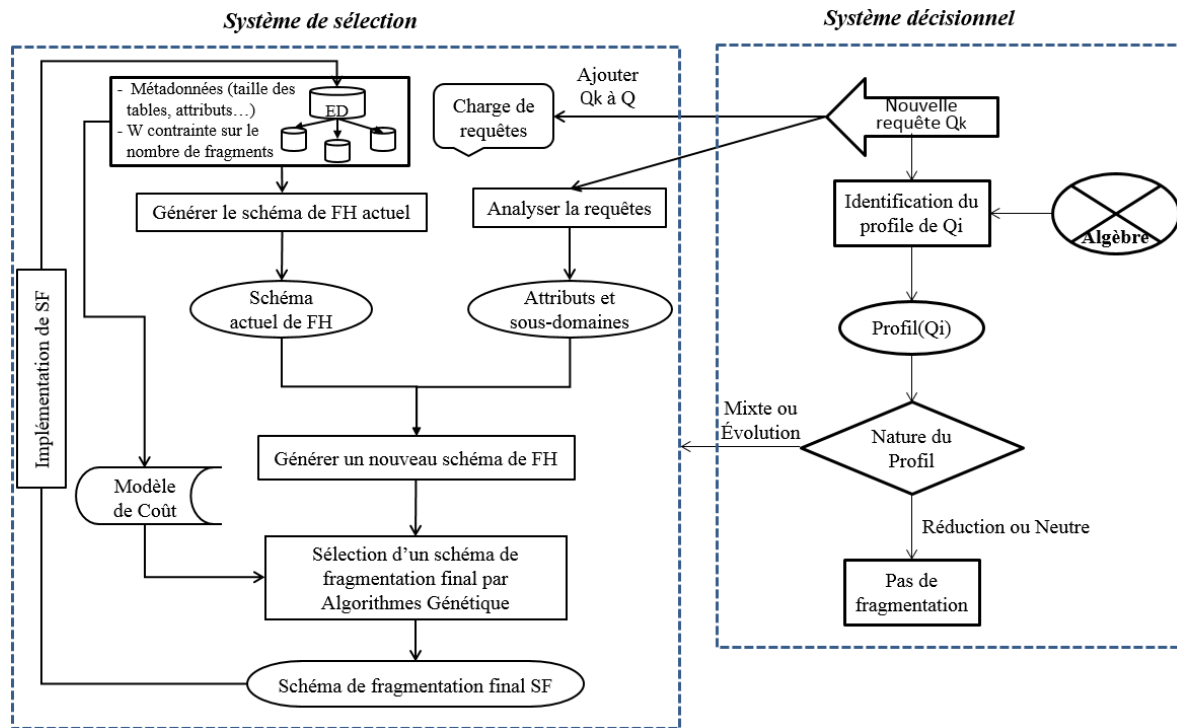 Système de sélection
Système décisionnel
- Métadonnées (taille des
tables, attributs…)
- W contrainte sur le
nombre de fragments
ED
Charge de
requêtes
Ajouter
Qk à Q
Nouvelle
requête Qk
Générer le schéma de FH actuel
Analyser la requêtes
Identification du
profile de Qi
Algèbre
Schéma
actuel de FH
Attributs et
sous-domaines
Profil(Qi)
Implémentation de SF
Mixte ou
Évolution
Nature du
Profil
Générer un nouveau schéma de FH
Modèle
de Coût
Réduction ou Neutre
Sélection d’un schéma de
fragmentation final par
Algorithmes Génétique
Pas de
fragmentation
Schéma de fragmentation final SF